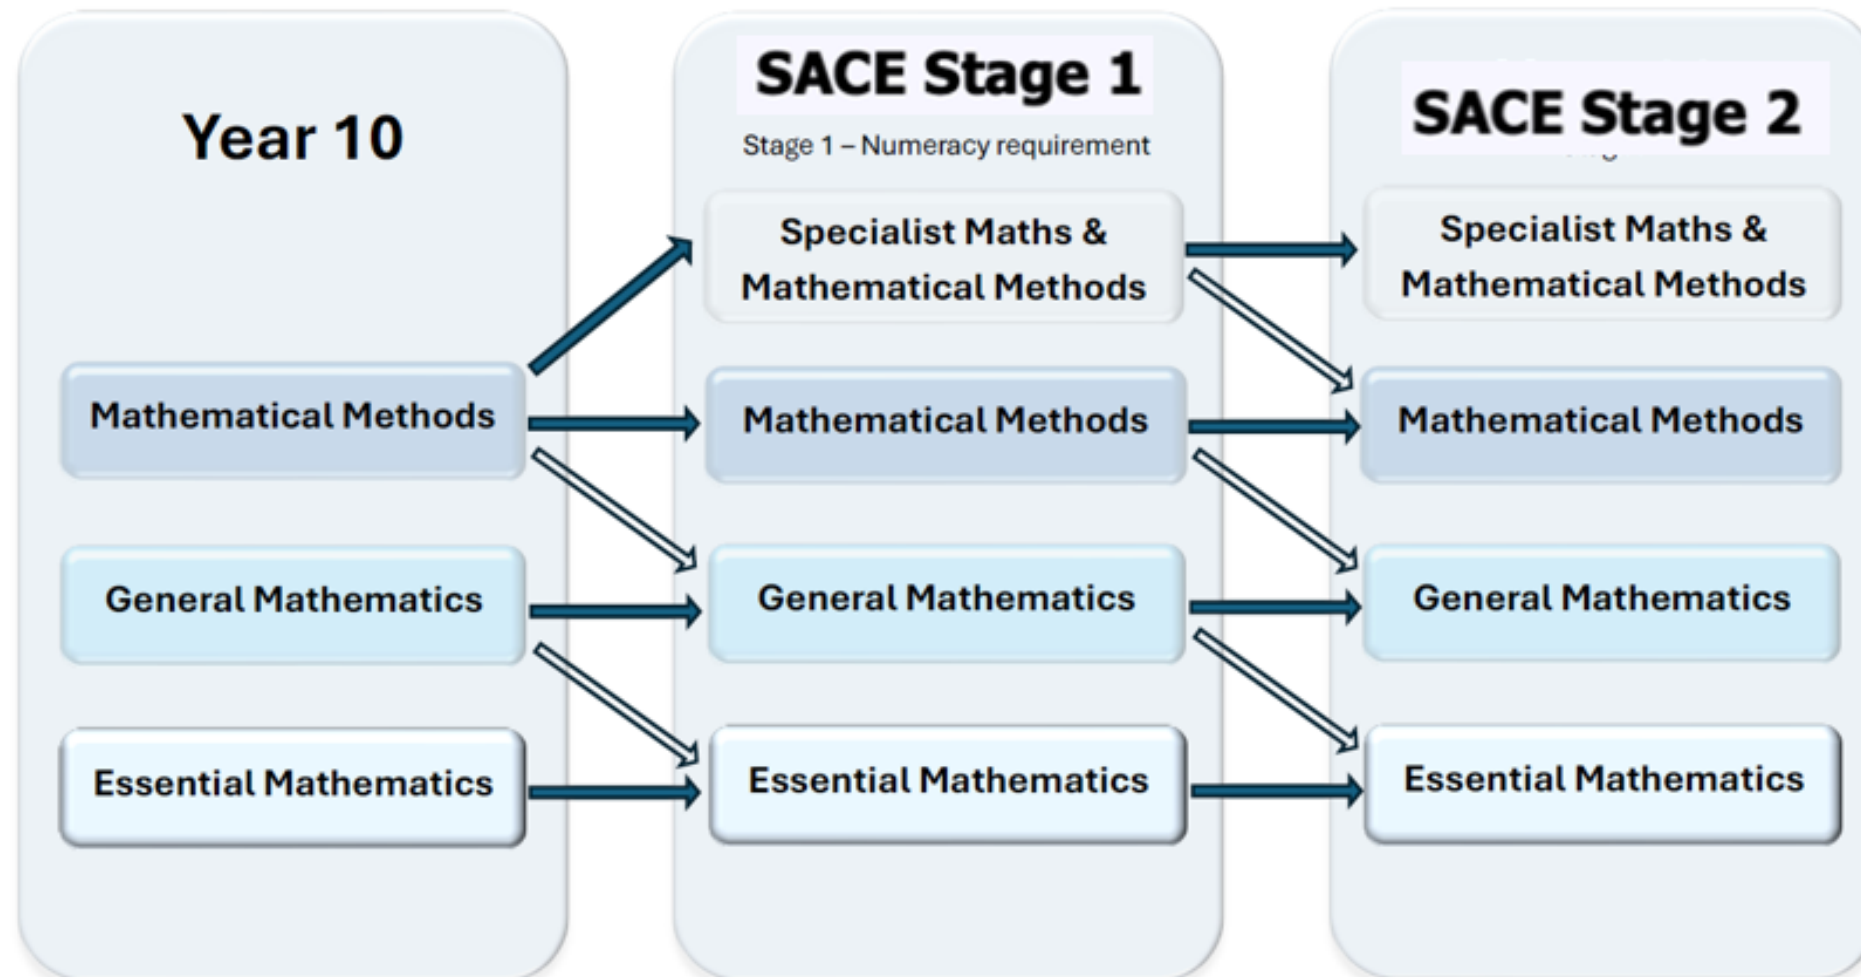 Year 10
Mathematical Methods
General Mathematics
Essential Mathematics
SACE Stage 1
Stage 1 – Numeracy requirement
Specialist Maths &
Mathematical Methods
Mathematical Methods
General Mathematics
Essential Mathematics
SACE Stage 2
Specialist Maths &
Mathematical Methods
Mathematical Methods
General Mathematics
Essential Mathematics